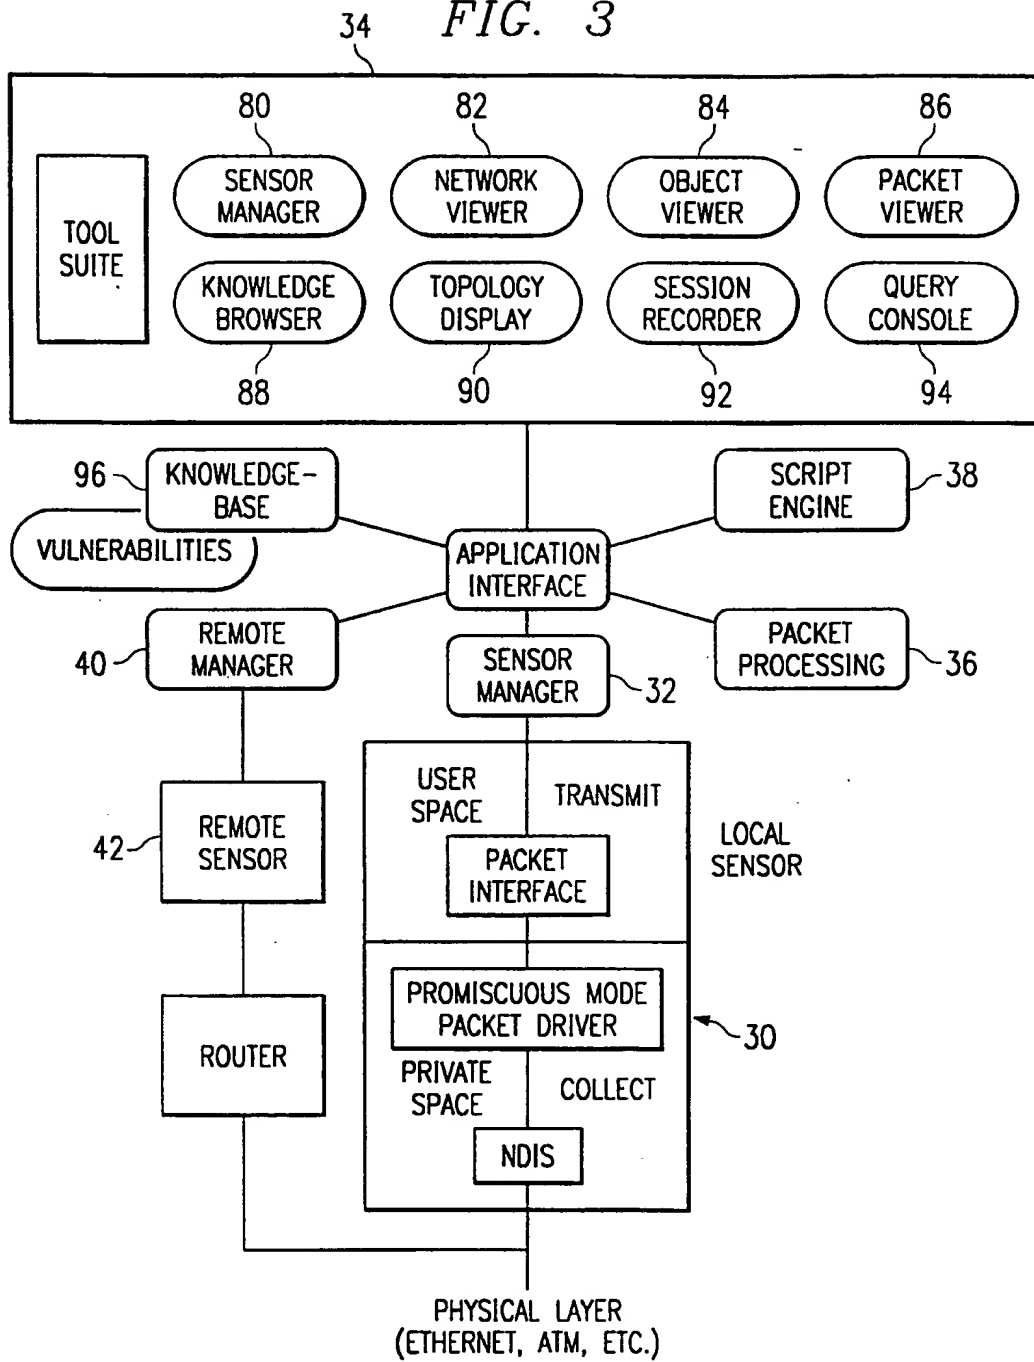 FIG. 3
34
80
82
84
86
TOOL
SUITE
SENSOR
MANAGER
NETWORK
VIEWER
OBJECT
VIEWER
PACKET
VIEWER
KNOWLEDGE
BROWSER
TOPOLOGY
DISPLAY
SESSION
RECORDER
QUERY
CONSOLE
88
90
92
94
96
KNOWLEDGE-
BASE
VULNERABILITIES
SCRIPT
ENGINE
38
APPLICATION
INTERFACE
40
REMOTE
MANAGER
SENSOR
MANAGER
32
PACKET
PROCESSING
36
42
REMOTE
SENSOR
USER
SPACE
TRANSMIT
PACKET
INTERFACE
LOCAL
SENSOR
ROUTER
PROMISCUOUS MODE
PACKET DRIVER
30
PRIVATE
SPACE
COLLECT
NDIS
PHYSICAL LAYER
(ETHERNET, ATM, ETC.)